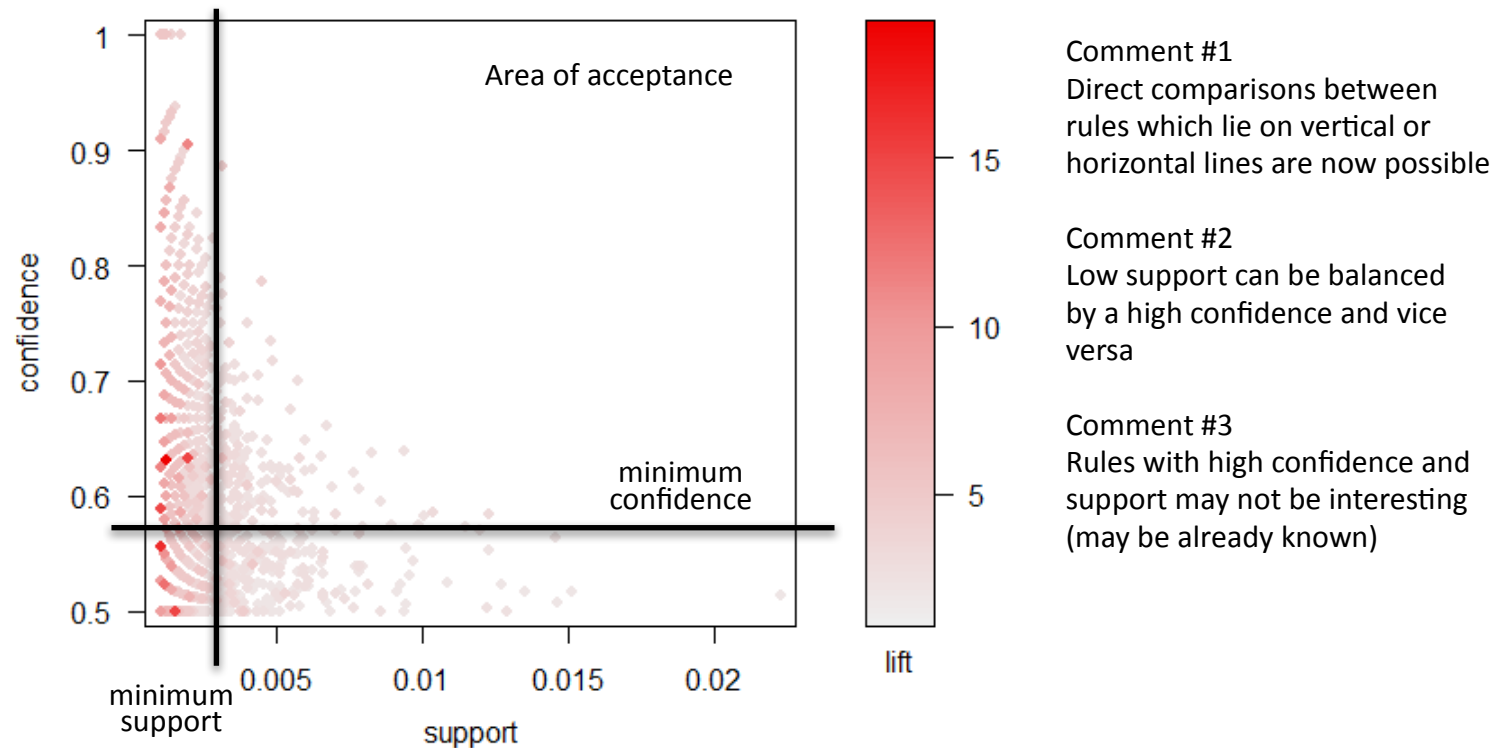 Area of acceptance
1
0.9
0.8
0.7
0.6
0.5
confidence
minimum
confidence
0.005
0.01
0.015
0.02
minimum
support
support
15
10
5
lift
Comment #1
Direct comparisons between
rules which lie on vertical or
horizontal lines are now possible
Comment #2
Low support can be balanced
by a high confidence and vice
versa
Comment #3
Rules with high confidence and
support may not be interesting
(may be already known)